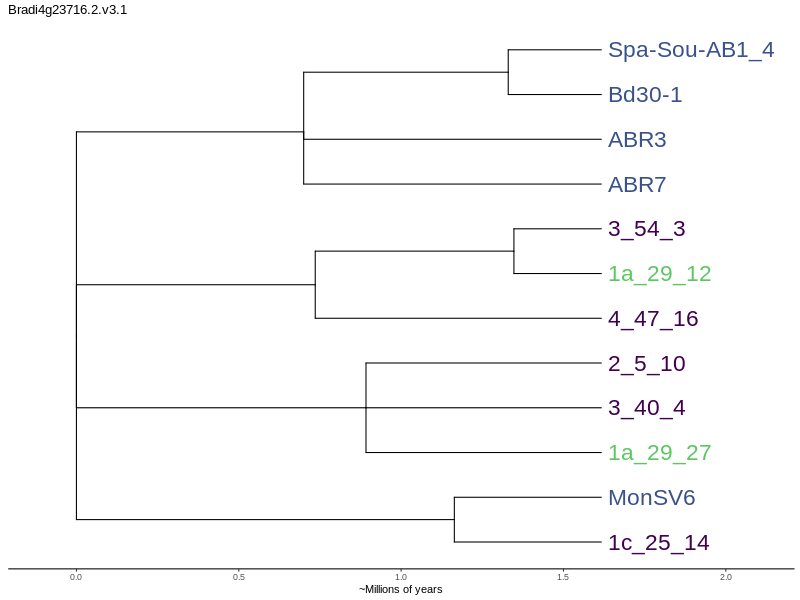 Bradi4g23716.2.v3.1
Spa-Sou-AB1_4
Bd30-1
ABR3
ABR7
3_54_3
1a_29_12
4_47_16
2_5_10
3_40_4
1a_29_27
MonSV6
1c_25_14
0.0 0.5 1.0 1.5 2.0
~Millions of years